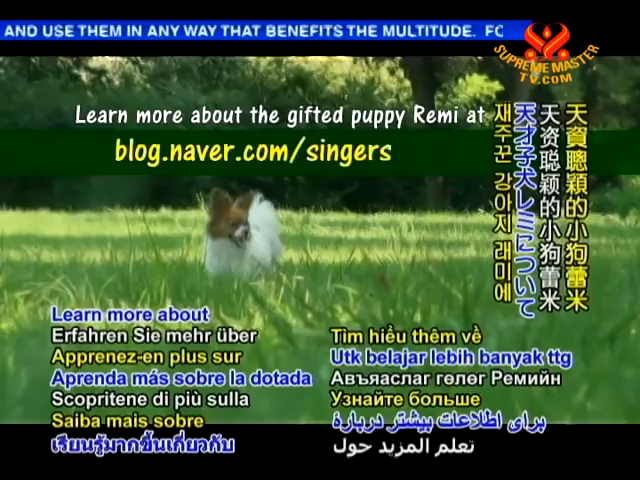 AND USE THEM IN ANY WAY THAT BENEFITS THE MULTITUDE. FO
SUPREME MASTER
TV.COM
Learn more about the gifted puppy Remi at
blog.naver.com/singers
天資聰穎的小狗蕾米
天资聪颖的小狗蕾米
天才子犬レミについて
재주꾼 강아지 래미에
Learn more about
Erfahren Sie mehr über
Apprenez-en plus sur
Aprenda más sobre la dotada
Scopritene di più sulla
Saiba mais sobre
เรียนรู้มากขึ้นเกี่ยวกับ
Tìm hiểu thêm về
Utk belajar lebih banyak ttg
Авъяаслаг гөлөг Ремийн
Узнайте больше
برای اطلاعات بیشتر درباره‌ٔ
تعلم المزيد حول